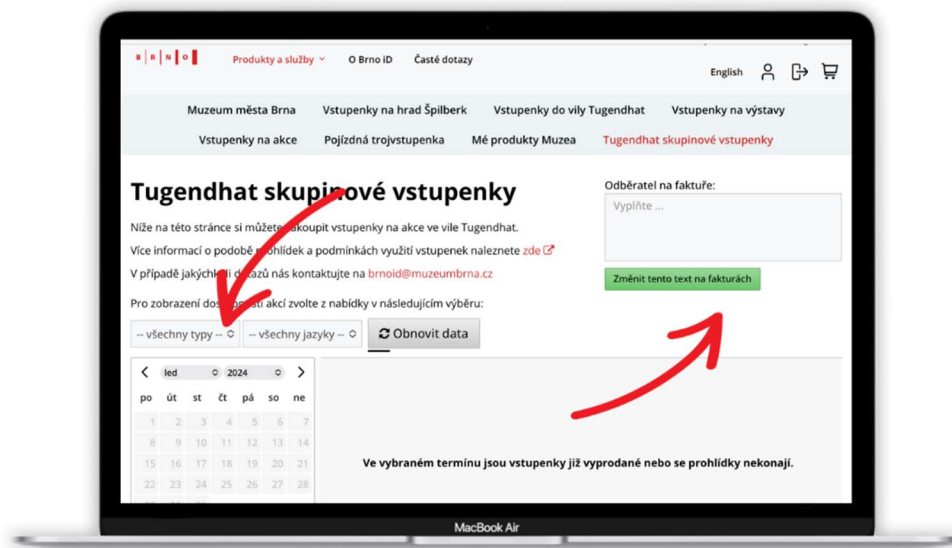 B R N O
Produkty a služby
O Brno iD
Časté dotazy
English
Muzeum města Brna
Vstupenky na hrad Špilberk
Vstupenky do vily Tugendhat
Vstupenky na výstavy
Vstupenky na akce
Pojízdná trojvstupenka
Mé produkty Muzea
Tugendhat skupinové vstupenky
Tugendhat skupinové vstupenky
Níže na této stránce si můžete zakoupit vstupenky na akce ve vile Tugendhat.
Více informací o podobě prohlídek a podmínkách využití vstupenek naleznete zde
V případě jakýchkoli dotazů nás kontaktujte na brnoid@muzeumbrna.cz
Pro zobrazení dostupnosti akcí zvolte z nabídky v následujícím výběru:
-- všechny typy --
-- všechny jazyky --
Obnovit data
Odběratel na faktuře:
Vyplňte ...
Změnit tento text na fakturách
led 2024
po út st čt pá so ne
1 2 3 4 5 6 7
8 9 10 11 12 13 14
15 16 17 18 19 20 21
22 23 24 25 26 27 28
Ve vybraném termínu jsou vstupenky již vyprodané nebo se prohlídky nekonají.
MacBook Air